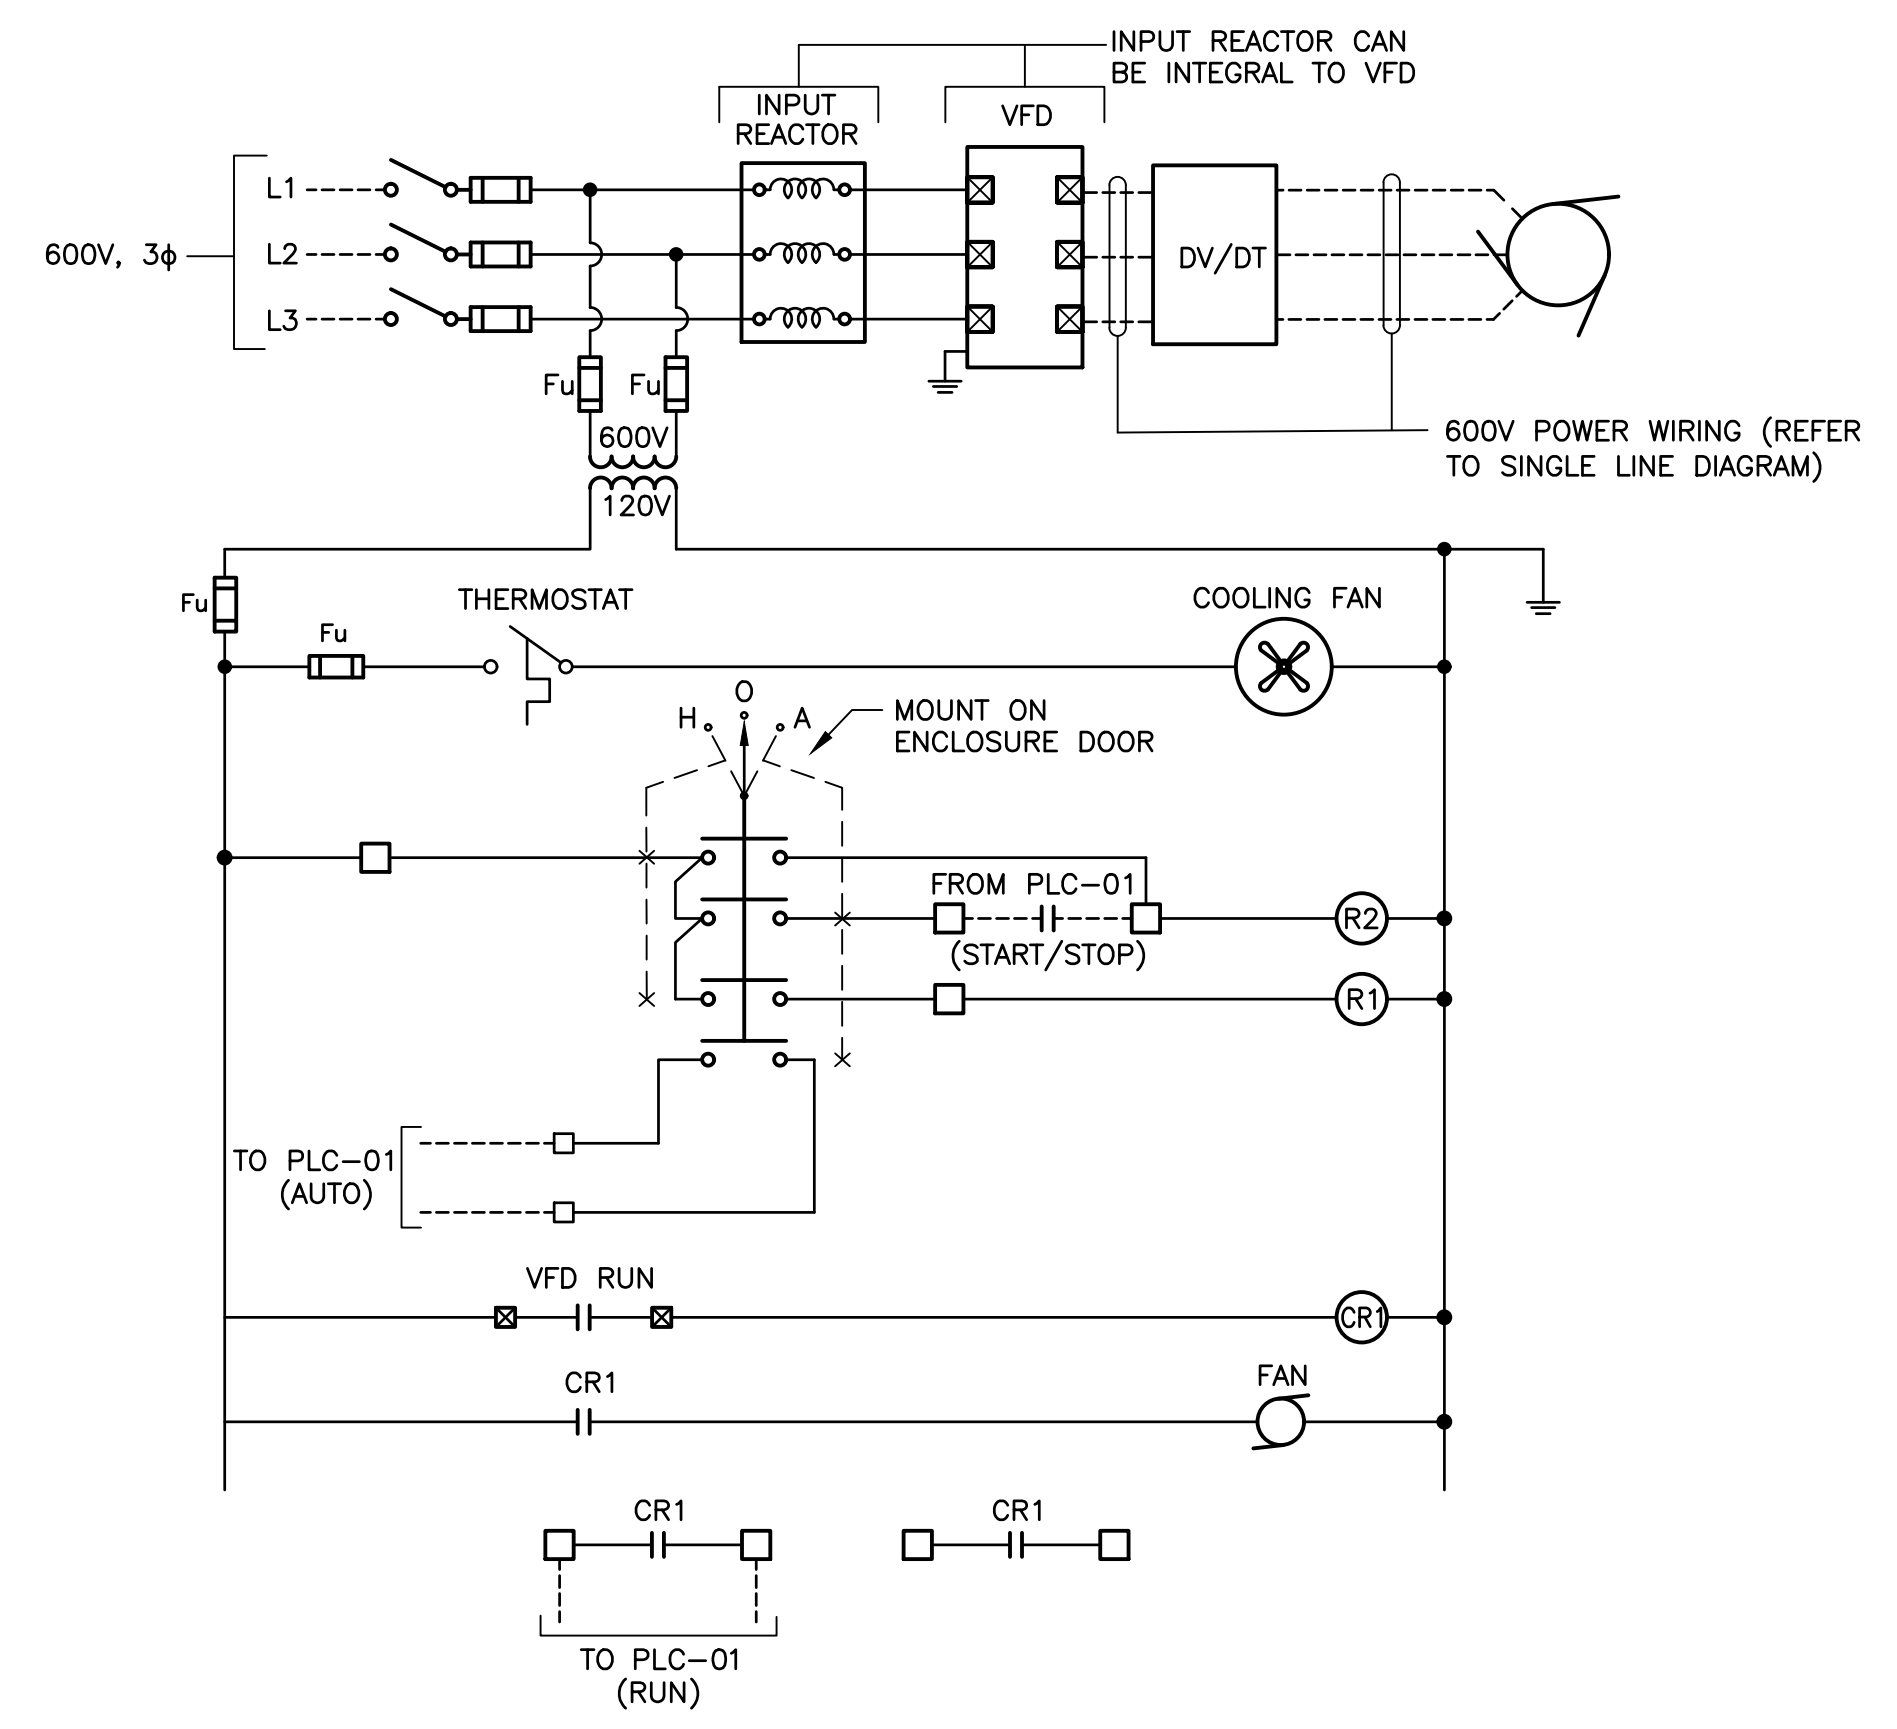 INPUT REACTOR CAN
BE INTEGRAL TO VFD
INPUT
REACTOR
VFD
600V, 3ϕ
L1
L2
L3
DV/DT
Fu
Fu
600V
120V
600V POWER WIRING (REFER
TO SINGLE LINE DIAGRAM)
Fu
Fu
THERMOSTAT
COOLING FAN
H
O
A
MOUNT ON
ENCLOSURE DOOR
FROM PLC-01
(START/STOP)
R2
R1
TO PLC-01
(AUTO)
VFD RUN
CR1
CR1
FAN
CR1
CR1
TO PLC-01
(RUN)